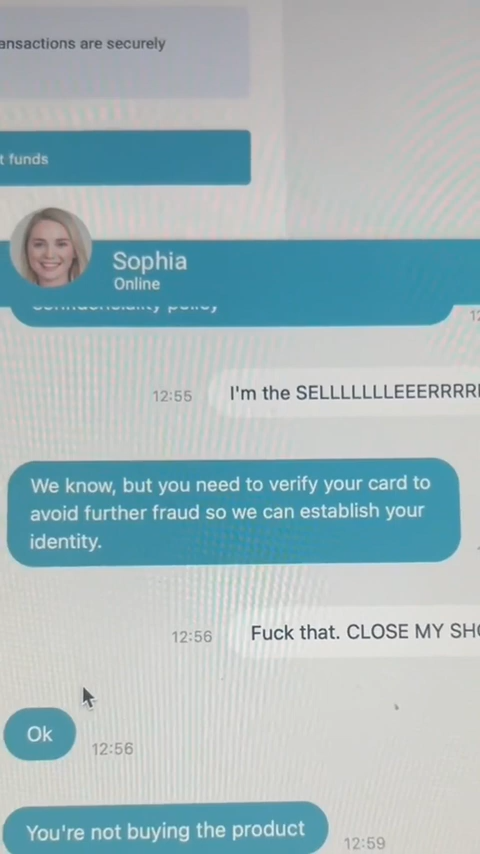 ansactions are securely
t funds
Sophia
Online
confidenciality policy
12:55
I'm the SELLLLLLLEEERRRR
We know, but you need to verify your card to
avoid further fraud so we can establish your
identity.
12:56
Fuck that. CLOSE MY SH
Ok
12:56
You're not buying the product
12:59